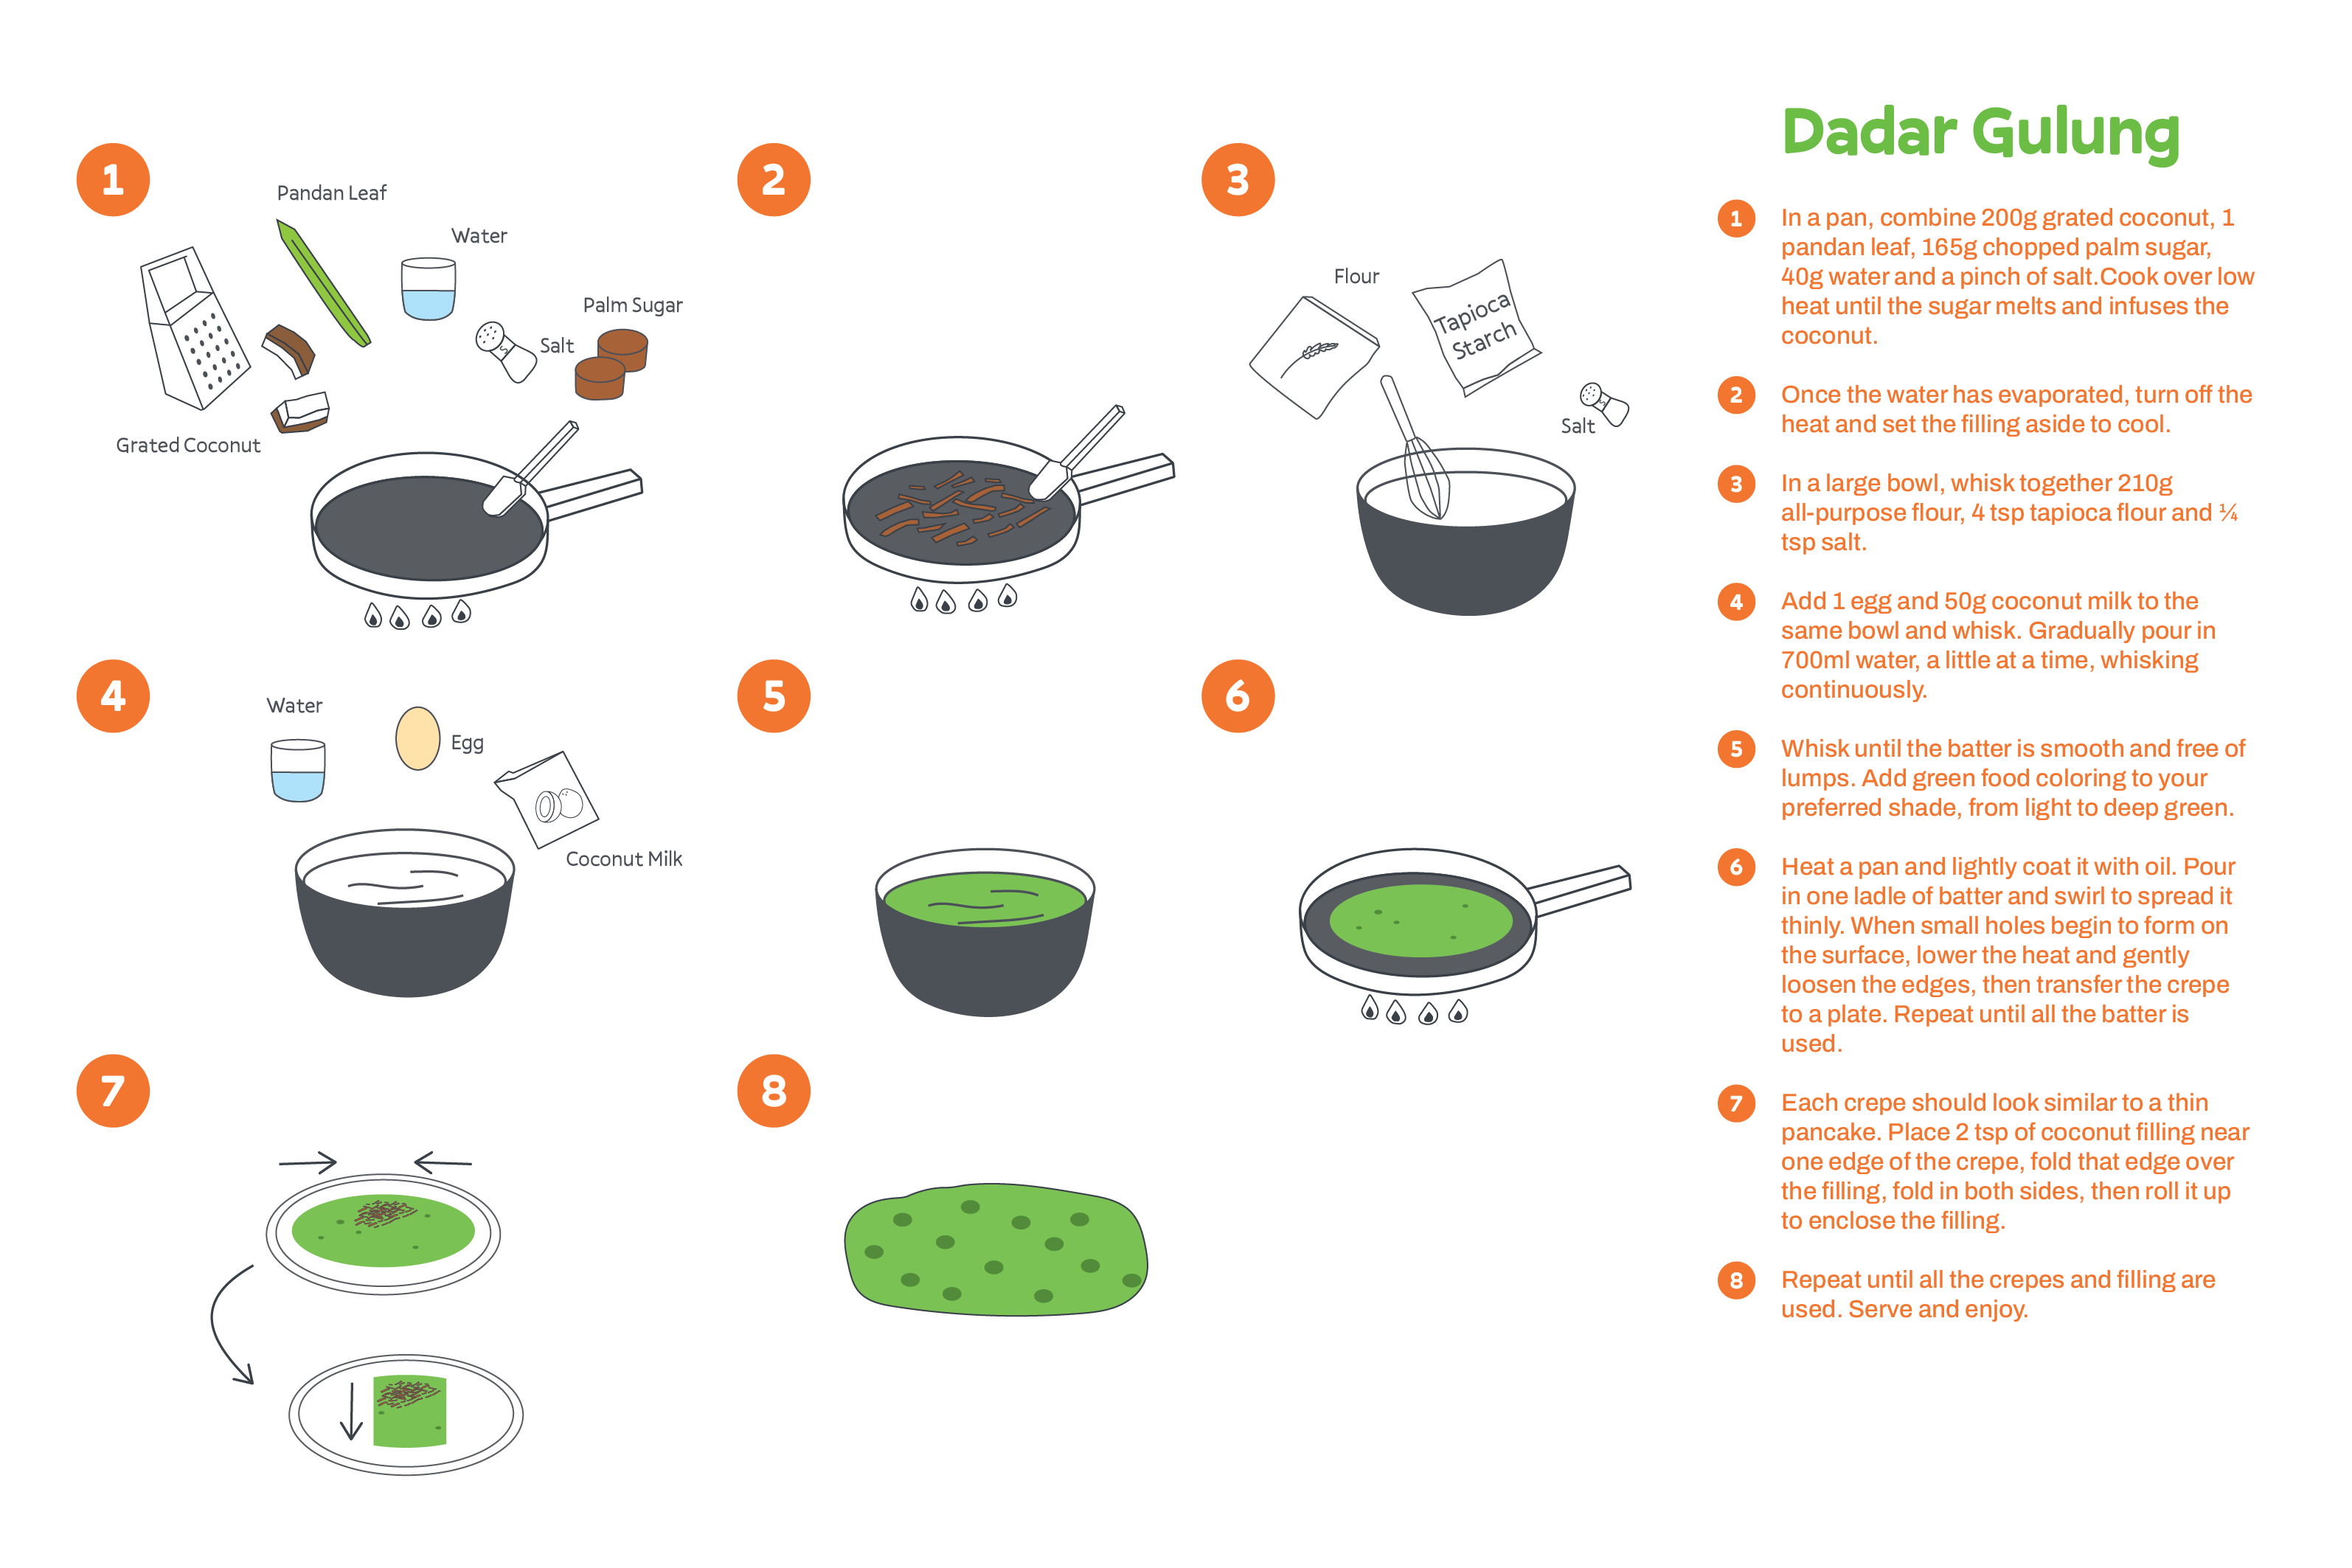 Dadar Gulung
1
Pandan Leaf
Water
Palm Sugar
Salt
Grated Coconut
2
3
Flour
Tapioca
Starch
Salt
4
Water
Egg
Coconut Milk
5
6
7
8
1
In a pan, combine 200g grated coconut, 1
pandan leaf, 165g chopped palm sugar,
40g water and a pinch of salt.Cook over low
heat until the sugar melts and infuses the
coconut.
2
Once the water has evaporated, turn off the
heat and set the filling aside to cool.
3
In a large bowl, whisk together 210g
all-purpose flour, 4 tsp tapioca flour and ¼
tsp salt.
4
Add 1 egg and 50g coconut milk to the
same bowl and whisk. Gradually pour in
700ml water, a little at a time, whisking
continuously.
5
Whisk until the batter is smooth and free of
lumps. Add green food coloring to your
preferred shade, from light to deep green.
6
Heat a pan and lightly coat it with oil. Pour
in one ladle of batter and swirl to spread it
thinly. When small holes begin to form on
the surface, lower the heat and gently
loosen the edges, then transfer the crepe
to a plate. Repeat until all the batter is
used.
7
Each crepe should look similar to a thin
pancake. Place 2 tsp of coconut filling near
one edge of the crepe, fold that edge over
the filling, fold in both sides, then roll it up
to enclose the filling.
8
Repeat until all the crepes and filling are
used. Serve and enjoy.